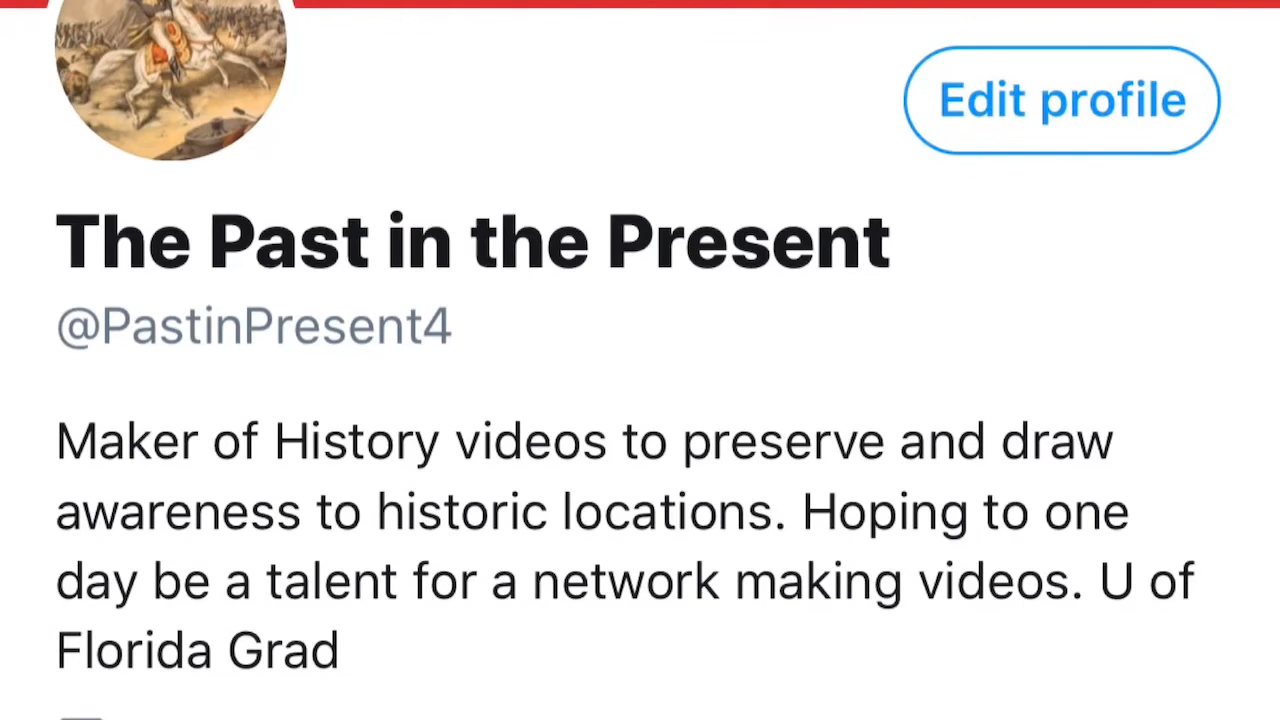 Edit profile
The Past in the Present
@PastinPresent4
Maker of History videos to preserve and draw
awareness to historic locations. Hoping to one
day be a talent for a network making videos. U of
Florida Grad